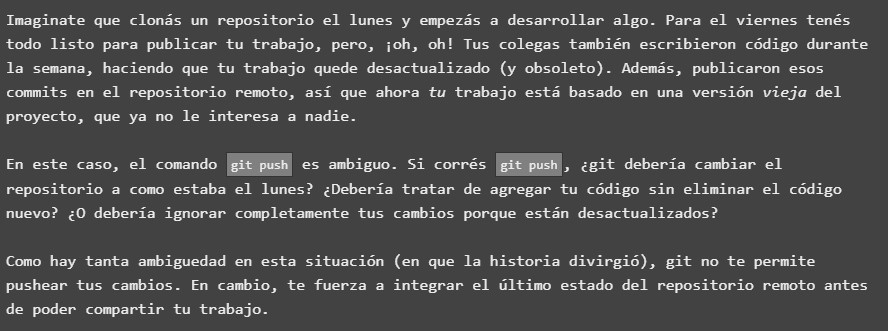 Imaginate que clonás un repositorio el lunes y empezás a desarrollar algo. Para el viernes tenés
todo listo para publicar tu trabajo, pero, ¡oh, oh! Tus colegas también escribieron código durante
la semana, haciendo que tu trabajo quede desactualizado (y obsoleto). Además, publicaron esos
commits en el repositorio remoto, así que ahora tu trabajo está basado en una versión vieja del
proyecto, que ya no le interesa a nadie.
En este caso, el comando git push es ambiguo. Si corrés git push, ¿git debería cambiar el
repositorio a como estaba el lunes? ¿Debería tratar de agregar tu código sin eliminar el código
nuevo? ¿O debería ignorar completamente tus cambios porque están desactualizados?
Como hay tanta ambiguedad en esta situación (en que la historia divirgió), git no te permite
pushear tus cambios. En cambio, te fuerza a integrar el último estado del repositorio remoto antes
de poder compartir tu trabajo.